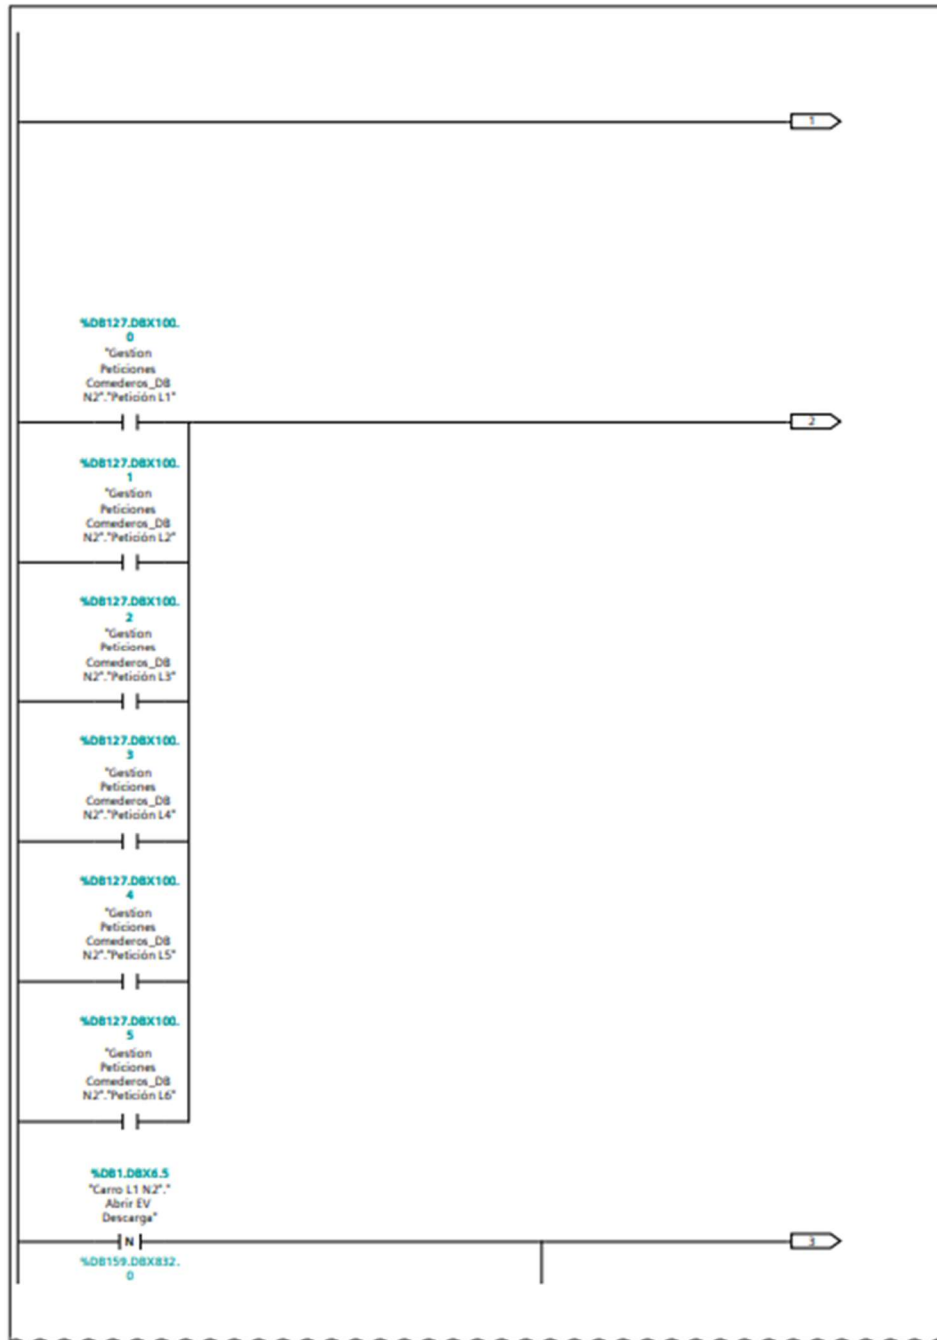 1
%DB127.DBX100.
0
"Gestion
Peticiones
Comederos_DB
N2"."Petición L1"
2
%DB127.DBX100.
1
"Gestion
Peticiones
Comederos_DB
N2"."Petición L2"
%DB127.DBX100.
2
"Gestion
Peticiones
Comederos_DB
N2"."Petición L3"
%DB127.DBX100.
3
"Gestion
Peticiones
Comederos_DB
N2"."Petición L4"
%DB127.DBX100.
4
"Gestion
Peticiones
Comederos_DB
N2"."Petición L5"
%DB127.DBX100.
5
"Gestion
Peticiones
Comederos_DB
N2"."Petición L6"
%DB1.DBX6.5
"Carro L1 N2"."
Abrir EV
Descarga"
N
3
%DB159.DBX832.
0